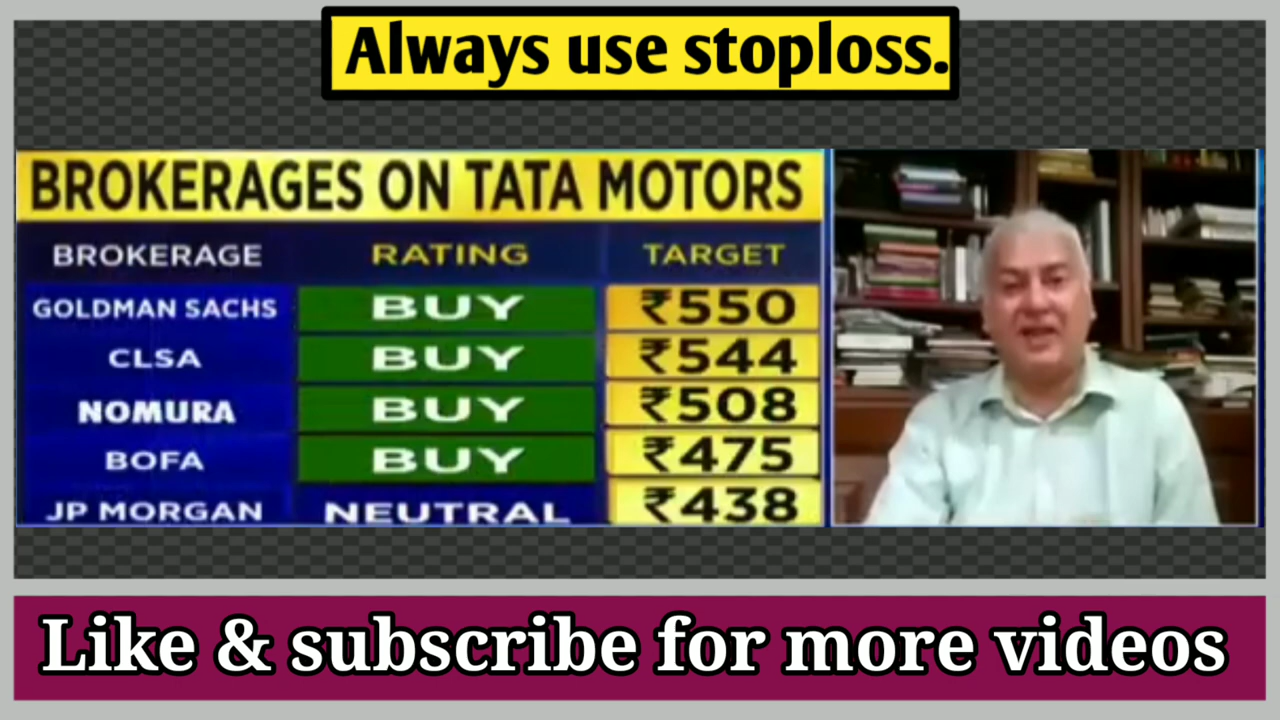 Always use stoploss.
BROKERAGES ON TATA MOTORS
BROKERAGE RATING TARGET
GOLDMAN SACHS BUY ₹550
CLSA BUY ₹544
NOMURA BUY ₹508
BOFA BUY ₹475
JP MORGAN NEUTRAL ₹438
Like & subscribe for more videos